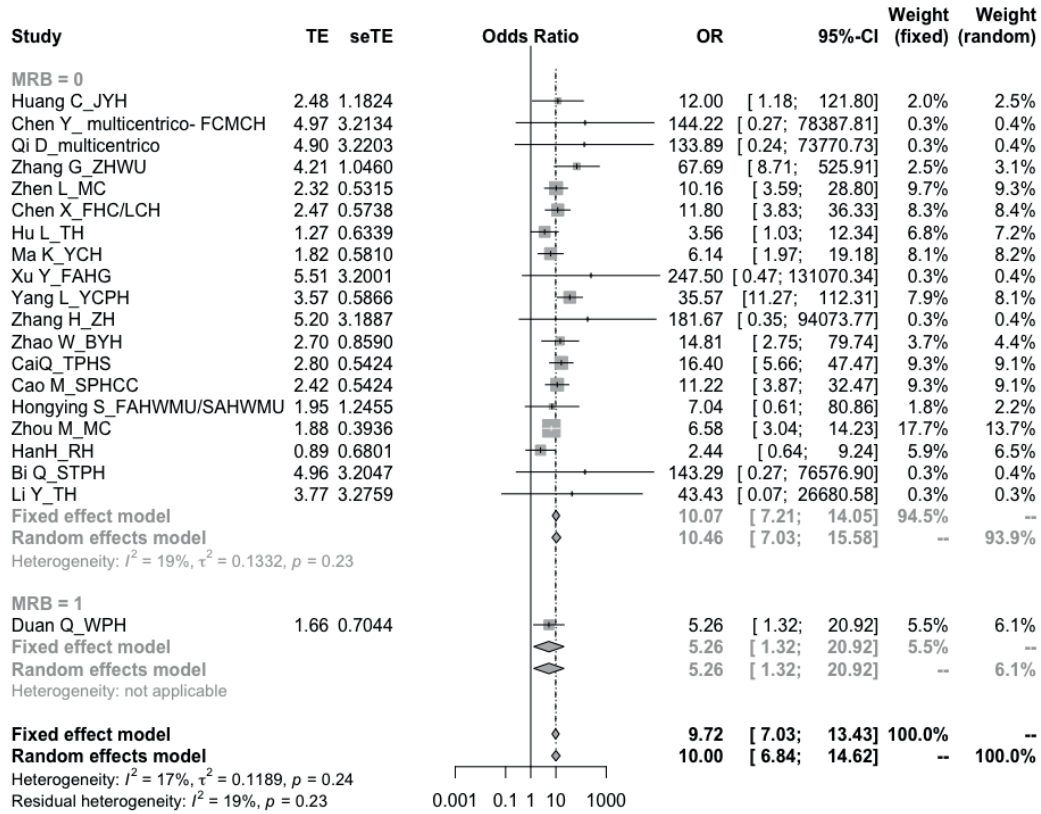 Weight Weight
Study TE seTE Odds Ratio OR 95%-CI (fixed) (random)
MRB = 0
Huang C_JYH 2.48 1.1824 12.00 [ 1.18; 121.80] 2.0% 2.5%
Chen Y_ multicentrico- FCMCH 4.97 3.2134 144.22 [ 0.27; 78387.81] 0.3% 0.4%
Qi D_multicentrico 4.90 3.2203 133.89 [ 0.24; 73770.73] 0.3% 0.4%
Zhang G_ZHWU 4.21 1.0460 67.69 [ 8.71; 525.91] 2.5% 3.1%
Zhen L_MC 2.32 0.5315 10.16 [ 3.59; 28.80] 9.7% 9.3%
Chen X_FHC/LCH 2.47 0.5738 11.80 [ 3.83; 36.33] 8.3% 8.4%
Hu L_TH 1.27 0.6339 3.56 [ 1.03; 12.34] 6.8% 7.2%
Ma K_YCH 1.82 0.5810 6.14 [ 1.97; 19.18] 8.1% 8.2%
Xu Y_FAHG 5.51 3.2001 247.50 [ 0.47; 131070.34] 0.3% 0.4%
Yang L_YCPH 3.57 0.5866 35.57 [11.27; 112.31] 7.9% 8.1%
Zhang H_ZH 5.20 3.1887 181.67 [ 0.35; 94073.77] 0.3% 0.4%
Zhao W_BYH 2.70 0.8590 14.81 [ 2.75; 79.74] 3.7% 4.4%
CaiQ_TPHS 2.80 0.5424 16.40 [ 5.66; 47.47] 9.3% 9.1%
Cao M_SPHCC 2.42 0.5424 11.22 [ 3.87; 32.47] 9.3% 9.1%
Hongying S_FAHWMU/SAHWMU 1.95 1.2455 7.04 [ 0.61; 80.86] 1.8% 2.2%
Zhou M_MC 1.88 0.3936 6.58 [ 3.04; 14.23] 17.7% 13.7%
HanH_RH 0.89 0.6801 2.44 [ 0.64; 9.24] 5.9% 6.5%
Bi Q_STPH 4.96 3.2047 143.29 [ 0.27; 76576.90] 0.3% 0.4%
Li Y_TH 3.77 3.2759 43.43 [ 0.07; 26680.58] 0.3% 0.3%
Fixed effect model 10.07 [ 7.21; 14.05] 94.5% --
Random effects model 10.46 [ 7.03; 15.58] -- 93.9%
Heterogeneity: I² = 19%, τ² = 0.1332, p = 0.23
MRB = 1
Duan Q_WPH 1.66 0.7044 5.26 [ 1.32; 20.92] 5.5% 6.1%
Fixed effect model 5.26 [ 1.32; 20.92] 5.5% --
Random effects model 5.26 [ 1.32; 20.92] -- 6.1%
Heterogeneity: not applicable
Fixed effect model 9.72 [ 7.03; 13.43] 100.0% --
Random effects model 10.00 [ 6.84; 14.62] -- 100.0%
Heterogeneity: I² = 17%, τ² = 0.1189, p = 0.24
Residual heterogeneity: I² = 19%, p = 0.23 0.001 0.1 1 10 1000